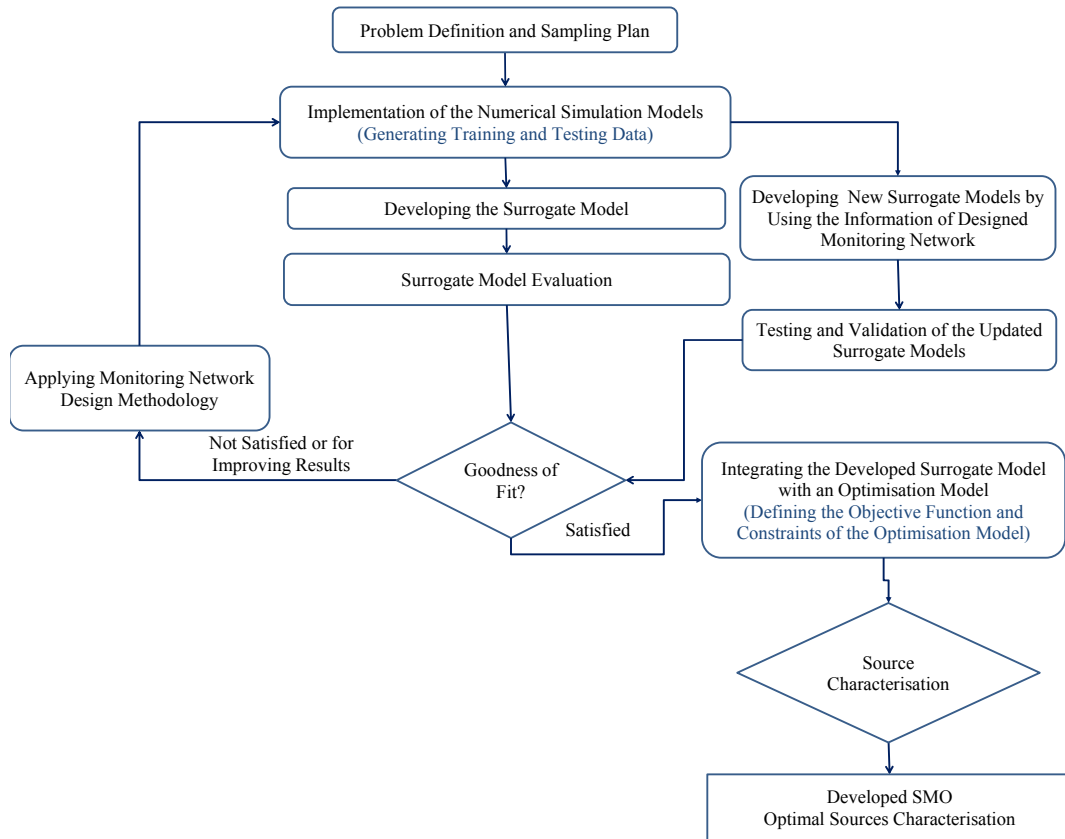 Problem Definition and Sampling Plan
Implementation of the Numerical Simulation Models
(Generating Training and Testing Data)
Developing the Surrogate Model
Surrogate Model Evaluation
Developing New Surrogate Models by
Using the Information of Designed
Monitoring Network
Testing and Validation of the Updated
Surrogate Models
Applying Monitoring Network
Design Methodology
Not Satisfied or for
Improving Results
Goodness of
Fit?
Satisfied
Integrating the Developed Surrogate Model
with an Optimisation Model
(Defining the Objective Function and
Constraints of the Optimisation Model)
Source
Characterisation
Developed SMO
Optimal Sources Characterisation